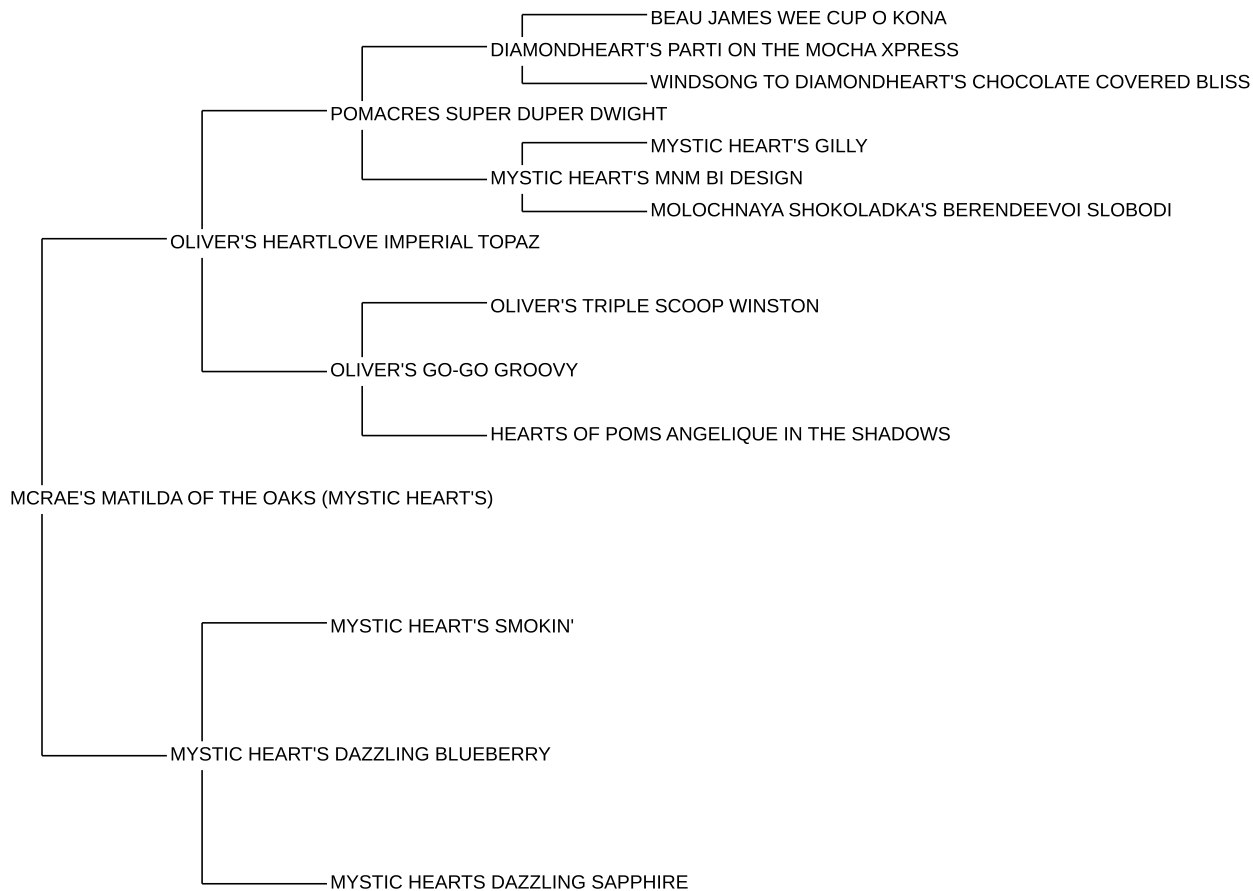 BEAU JAMES WEE CUP O KONA
DIAMONDHEART'S PARTI ON THE MOCHA XPRESS
WINDSONG TO DIAMONDHEART'S CHOCOLATE COVERED BLISS
POMACRES SUPER DUPER DWIGHT
MYSTIC HEART'S GILLY
MYSTIC HEART'S MNM BI DESIGN
MOLOCHNAYA SHOKOLADKA'S BERENDEEVOI SLOBODI
OLIVER'S HEARTLOVE IMPERIAL TOPAZ
OLIVER'S TRIPLE SCOOP WINSTON
OLIVER'S GO-GO GROOVY
HEARTS OF POMS ANGELIQUE IN THE SHADOWS
MCRAE'S MATILDA OF THE OAKS (MYSTIC HEART'S)
MYSTIC HEART'S SMOKIN'
MYSTIC HEART'S DAZZLING BLUEBERRY
MYSTIC HEARTS DAZZLING SAPPHIRE